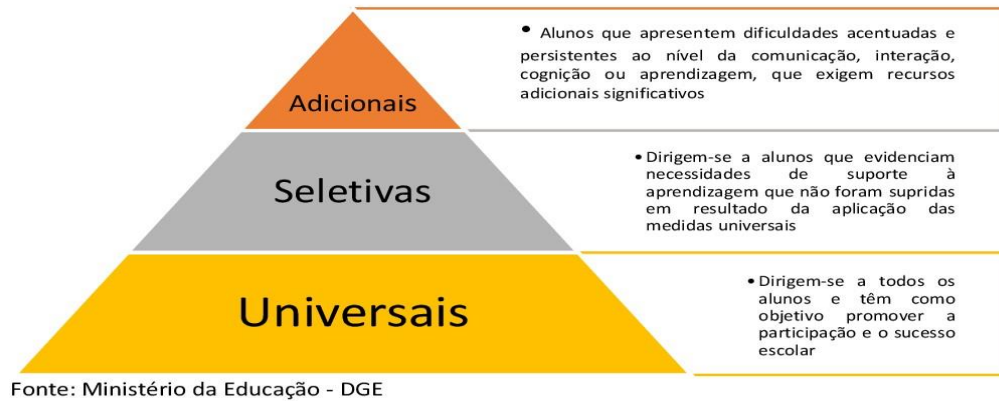 • Alunos que apresentem dificuldades acentuadas e
persistentes ao nível da comunicação, interação,
cognição ou aprendizagem, que exigem recursos
adicionais significativos
Adicionais
• Dirigem-se a alunos que evidenciam
necessidades de suporte à
aprendizagem que não foram supridas
em resultado da aplicação das
medidas universais
Seletivas
• Dirigem-se a todos os
alunos e têm como
objetivo promover a
participação e o sucesso
escolar
Universais
Fonte: Ministério da Educação - DGE